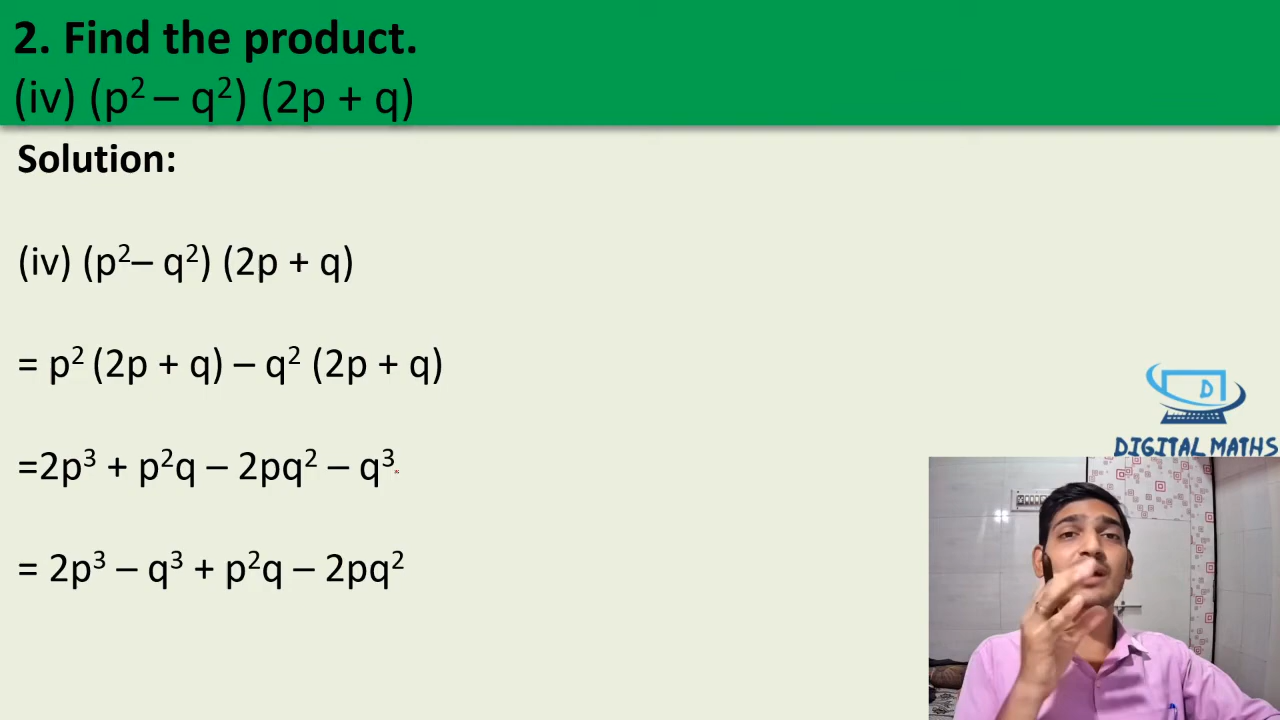 2. Find the product.
(iv) (p² – q²) (2p + q)
Solution:
(iv) (p²– q²) (2p + q)
= p² (2p + q) – q² (2p + q)
=2p³ + p²q – 2pq² – q³
= 2p³ – q³ + p²q – 2pq²
D
DIGITAL MATHS